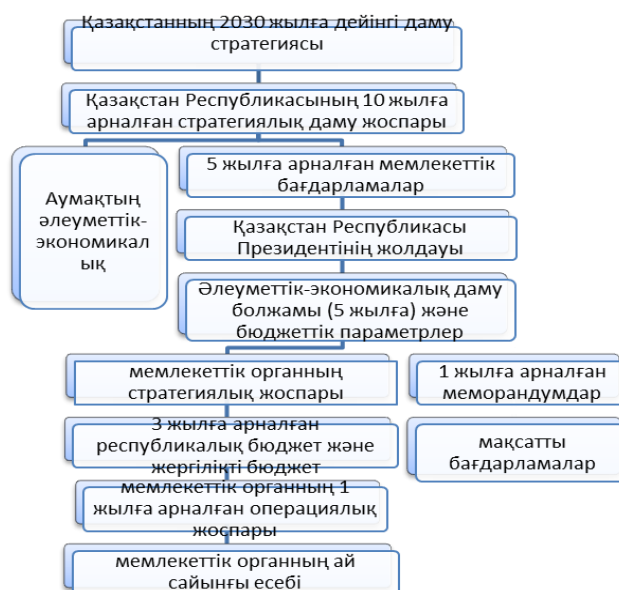 Қазақстанның 2030 жылға дейінгі даму
стратегиясы
Қазақстан Республикасының 10 жылға
арналған стратегиялық даму жоспары
Аумақтың
әлеуметтік-
экономикал
ық
5 жылға арналған мемлекеттік
бағдарламалар
Қазақстан Республикасы
Президентінің жолдауы
Әлеуметтік-экономикалық даму
болжамы (5 жылға) және
бюджеттік параметрлер
мемлекеттік органның
стратегиялық жоспары
1 жылға арналған
меморандумдар
3 жылға арналған
республикалық бюджет және
жергілікті бюджет
мақсатты
бағдарламалар
мемлекеттік органның 1
жылға арналған операциялық
жоспары
мемлекеттік органның ай
сайынғы есебі